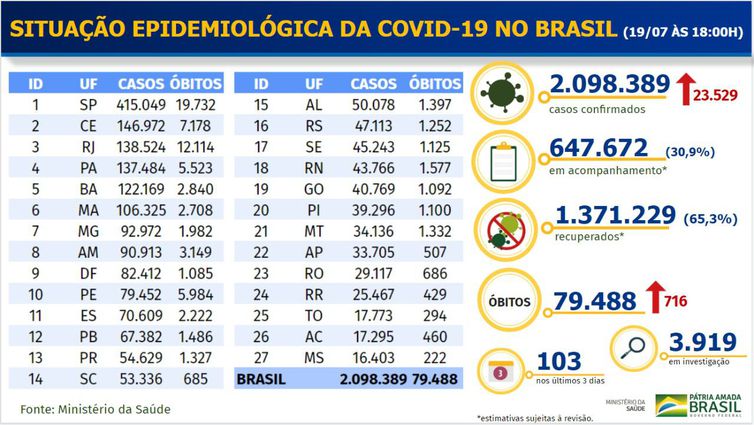 SITUAÇÃO EPIDEMIOLÓGICA DA COVID-19 NO BRASIL (19/07 ÀS 18:00H)
ID UF CASOS ÓBITOS
1 SP 415.049 19.732
2 CE 146.972 7.178
3 RJ 138.524 12.114
4 PA 137.484 5.523
5 BA 122.169 2.840
6 MA 106.325 2.708
7 MG 92.972 1.982
8 AM 90.913 3.149
9 DF 82.412 1.085
10 PE 79.452 5.984
11 ES 70.609 2.222
12 PB 67.382 1.486
13 PR 54.629 1.327
14 SC 53.336 685
ID UF CASOS ÓBITOS
15 AL 50.078 1.397
16 RS 47.113 1.252
17 SE 45.243 1.125
18 RN 43.766 1.577
19 GO 40.769 1.092
20 PI 39.296 1.100
21 MT 34.136 1.332
22 AP 33.705 507
23 RO 29.117 686
24 RR 25.467 429
25 TO 17.773 294
26 AC 17.295 460
27 MS 16.403 222
BRASIL 2.098.389 79.488
2.098.389 23.529
casos confirmados
647.672 (30,9%)
em acompanhamento*
1.371.229 (65,3%)
recuperados*
ÓBITOS 79.488 716
3.919
em investigação
3 103
nos últimos 3 dias
Fonte: Ministério da Saúde
*estimativas sujeitas à revisão.
MINISTÉRIO DA
SAÚDE
PÁTRIA AMADA
BRASIL
GOVERNO FEDERAL